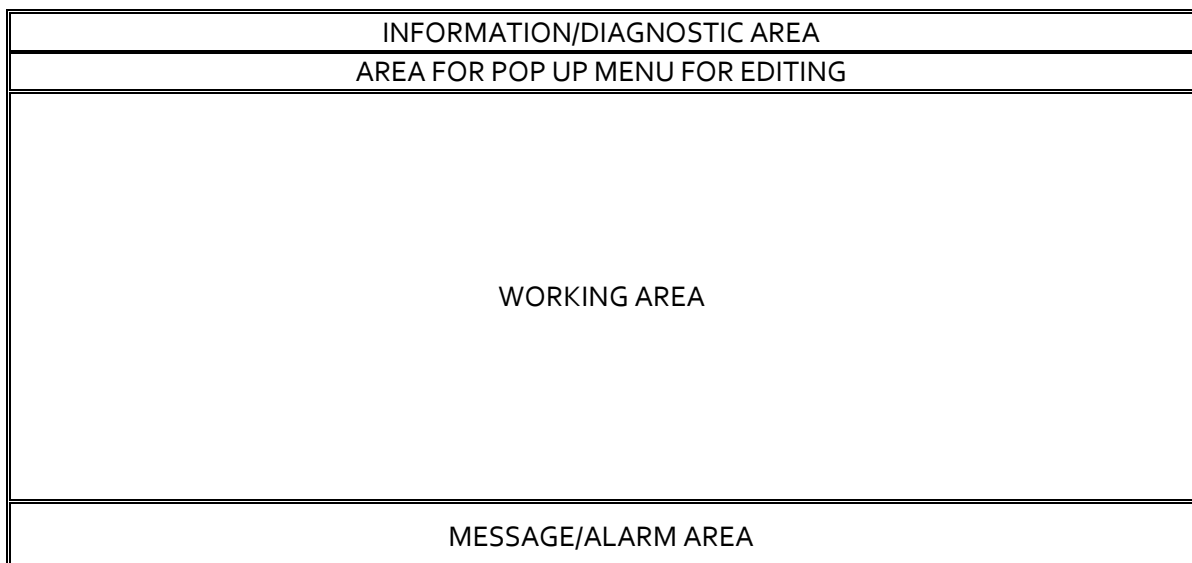 INFORMATION/DIAGNOSTIC AREA
AREA FOR POP UP MENU FOR EDITING
WORKING AREA
MESSAGE/ALARM AREA